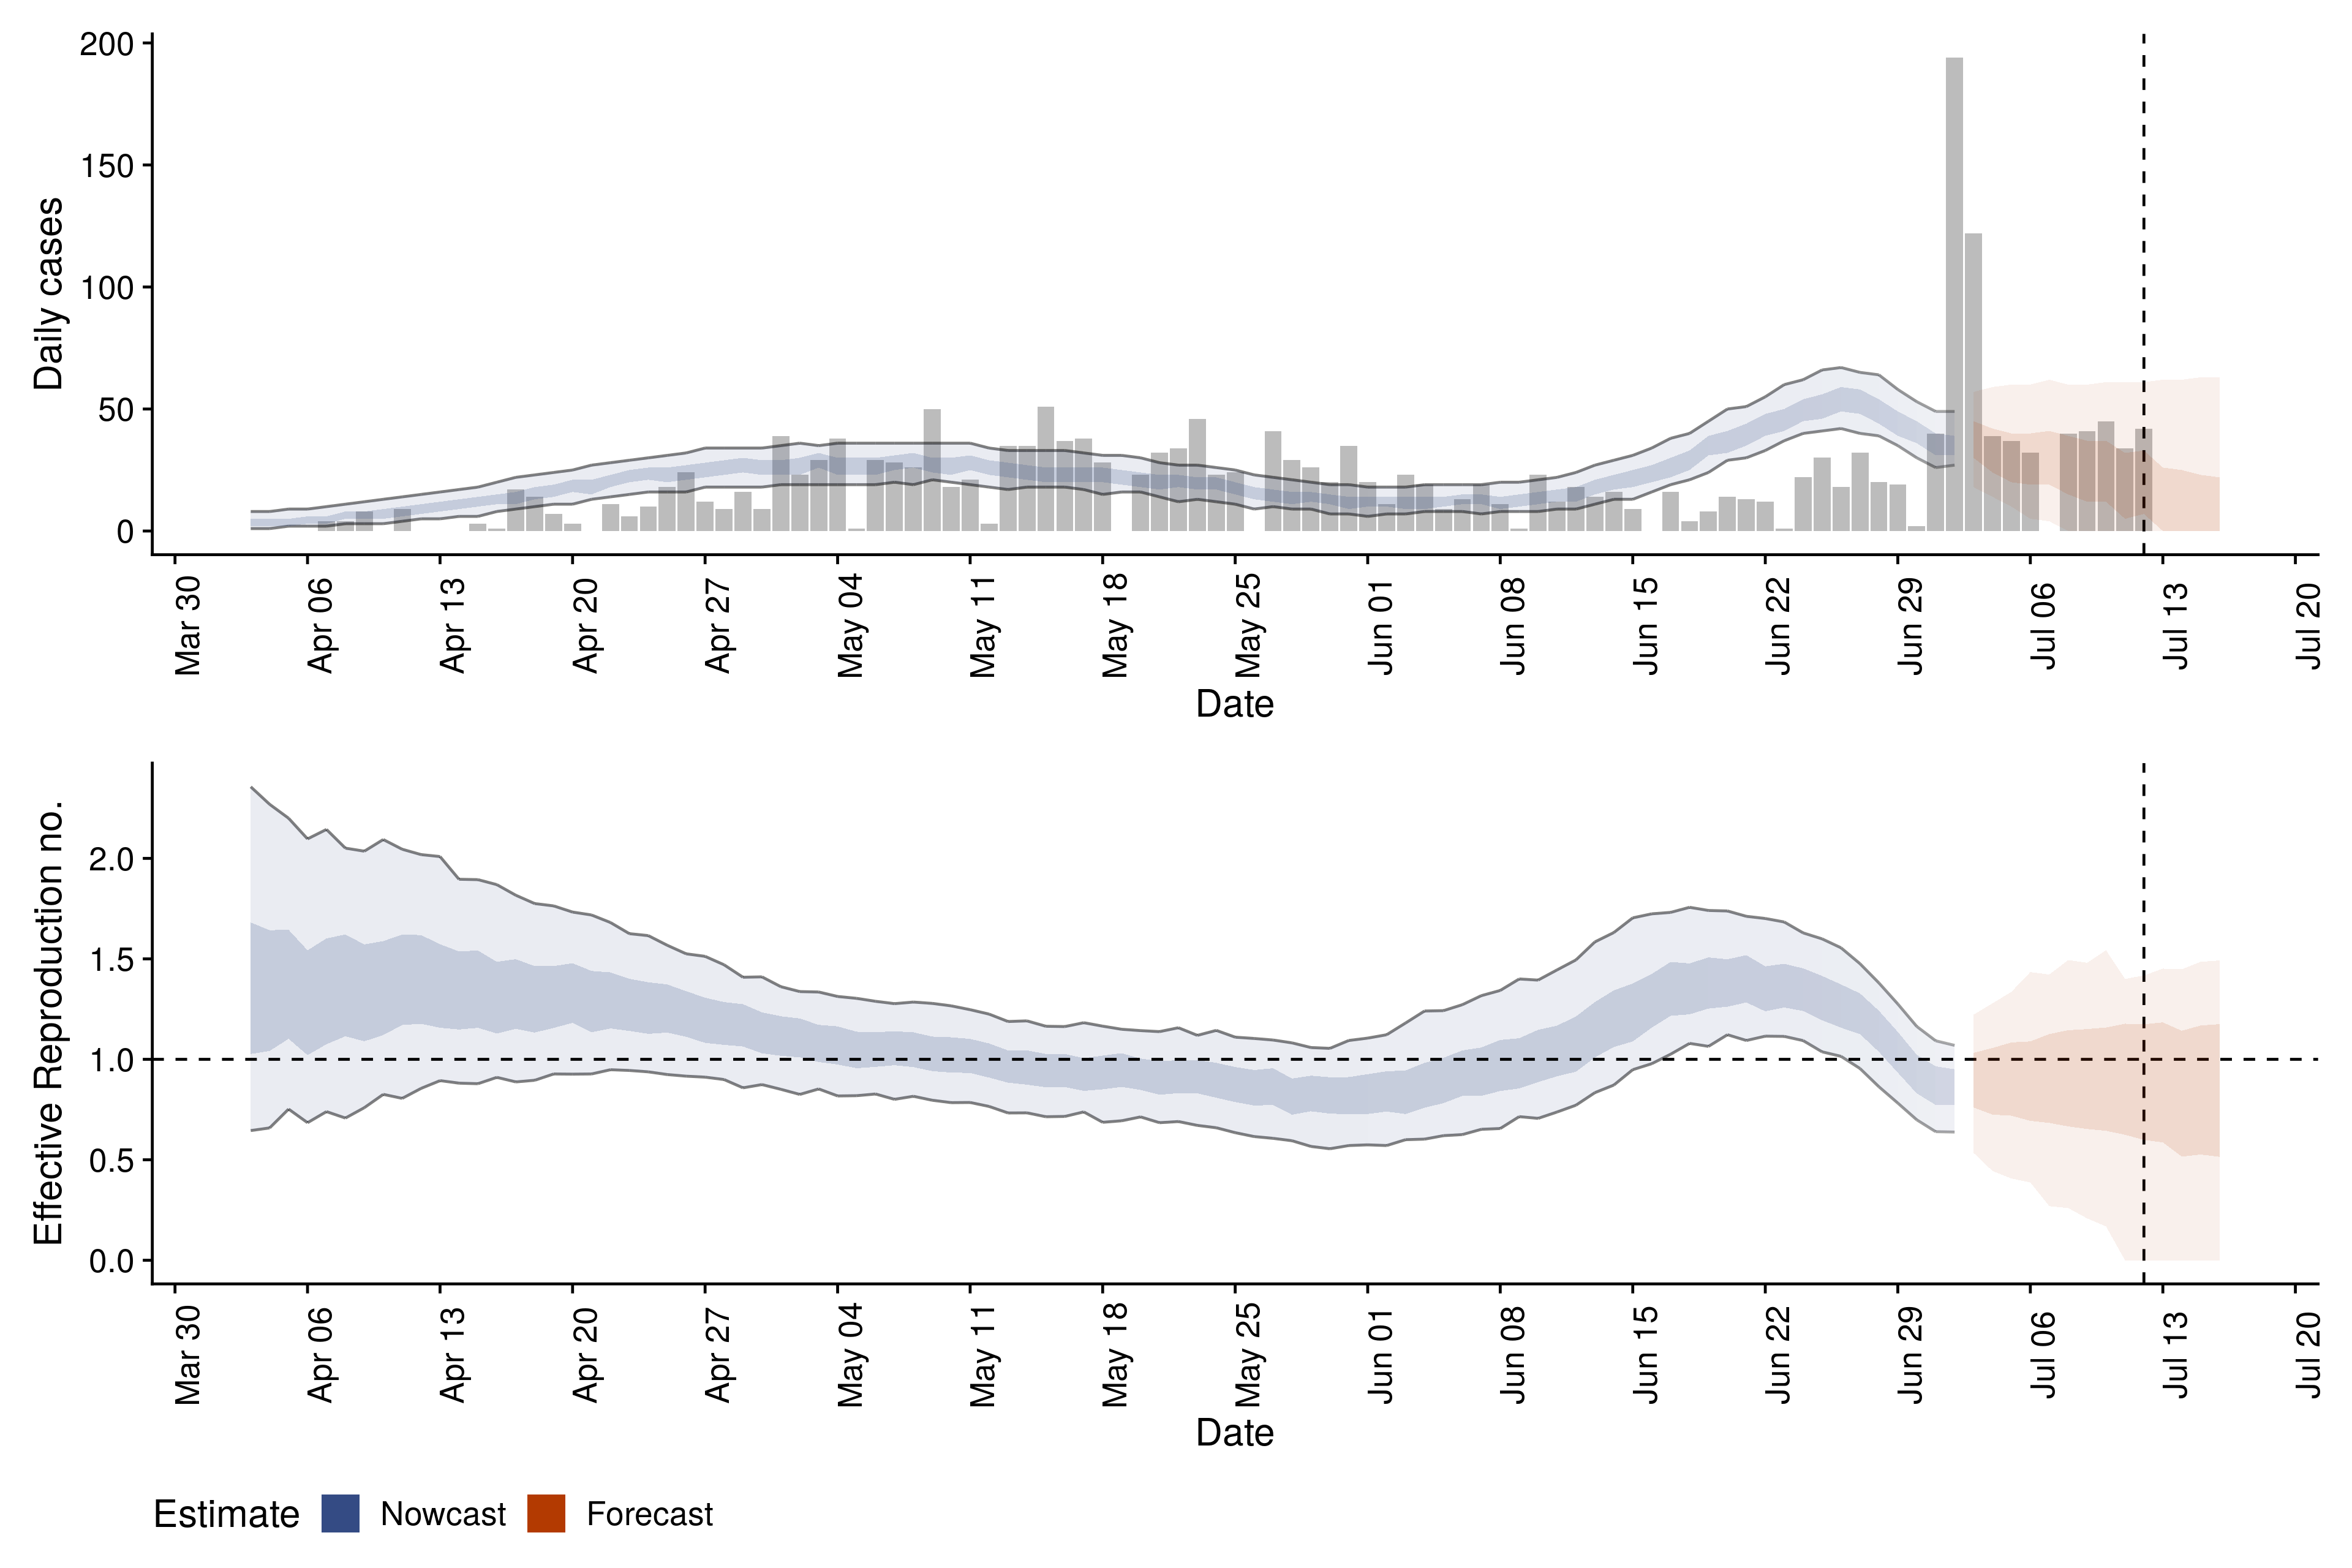 Daily cases
200
150
100
50
0
Mar 30
Apr 06
Apr 13
Apr 20
Apr 27
May 04
May 11
May 18
May 25
Jun 01
Jun 08
Jun 15
Jun 22
Jun 29
Jul 06
Jul 13
Jul 20
Date
Effective Reproduction no.
2.0
1.5
1.0
0.5
0.0
Mar 30
Apr 06
Apr 13
Apr 20
Apr 27
May 04
May 11
May 18
May 25
Jun 01
Jun 08
Jun 15
Jun 22
Jun 29
Jul 06
Jul 13
Jul 20
Date
Estimate Nowcast Forecast